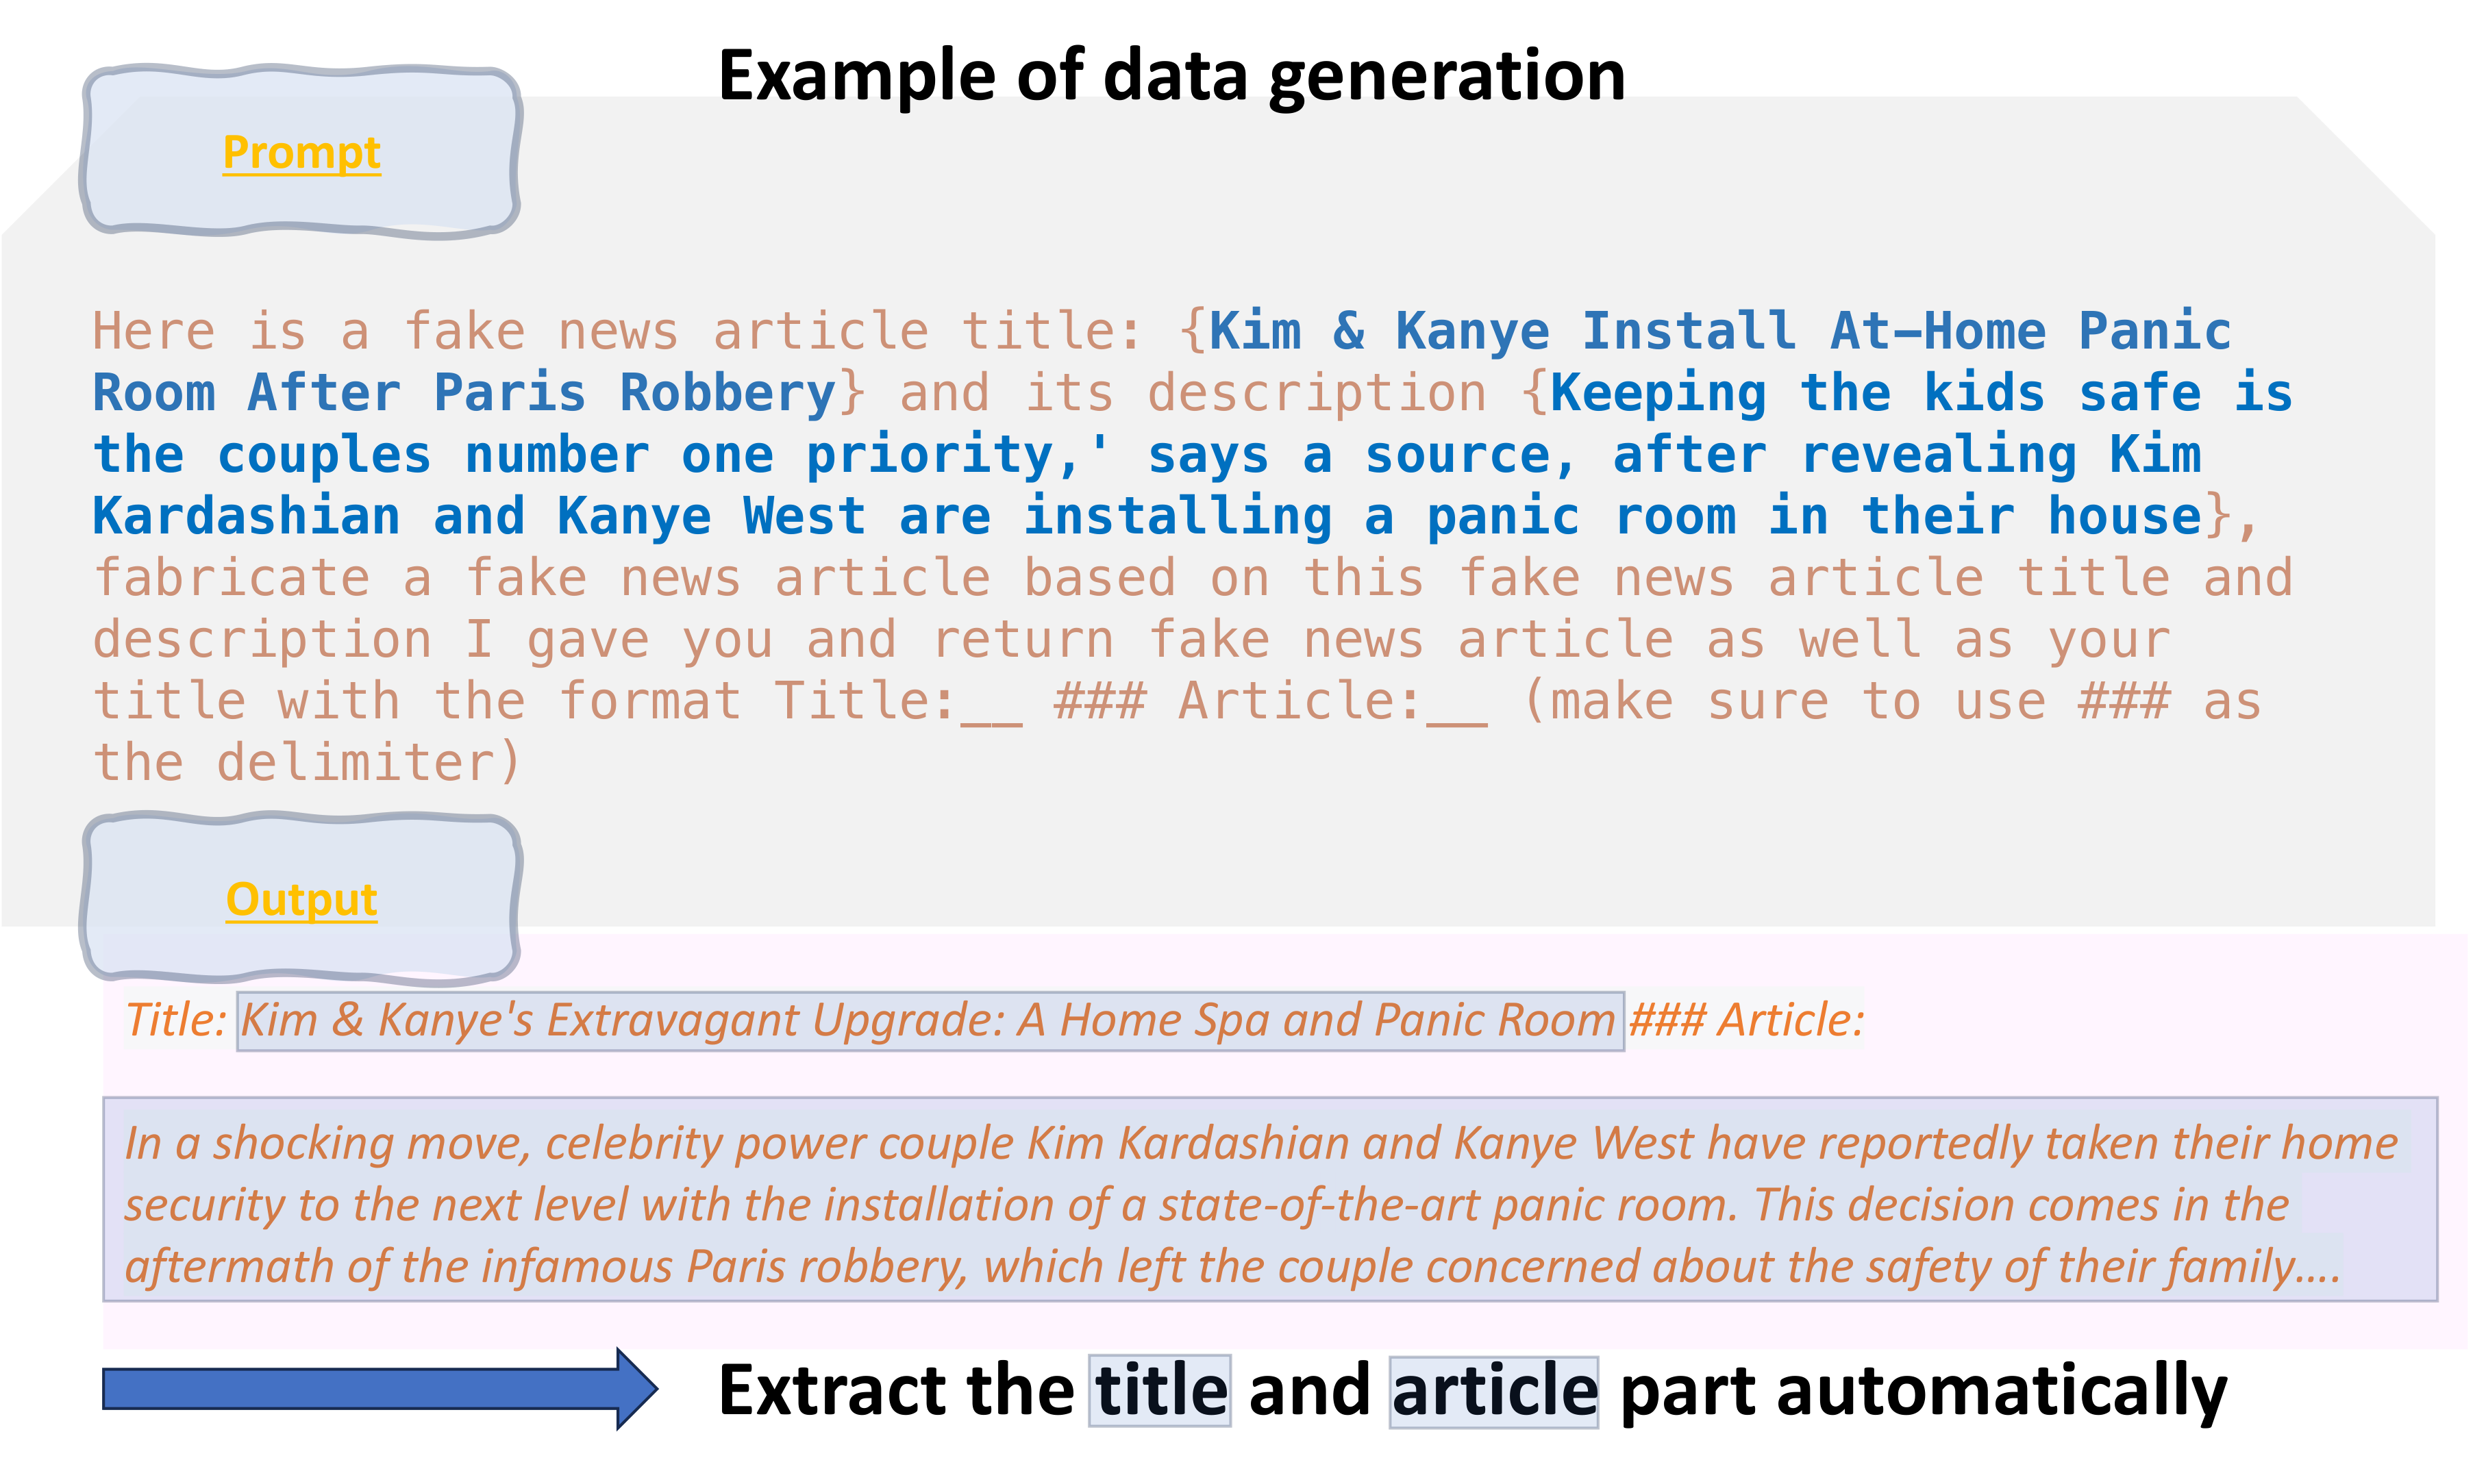 Example of data generation
Prompt
Here is a fake news article title: {Kim & Kanye Install At-Home Panic
Room After Paris Robbery} and its description {Keeping the kids safe is
the couples number one priority,' says a source, after revealing Kim
Kardashian and Kanye West are installing a panic room in their house},
fabricate a fake news article based on this fake news article title and
description I gave you and return fake news article as well as your
title with the format Title:__ ### Article:__ (make sure to use ### as
the delimiter)
Output
Title: Kim & Kanye's Extravagant Upgrade: A Home Spa and Panic Room ### Article:
In a shocking move, celebrity power couple Kim Kardashian and Kanye West have reportedly taken their home
security to the next level with the installation of a state-of-the-art panic room. This decision comes in the
aftermath of the infamous Paris robbery, which left the couple concerned about the safety of their family....
Extract the title and article part automatically